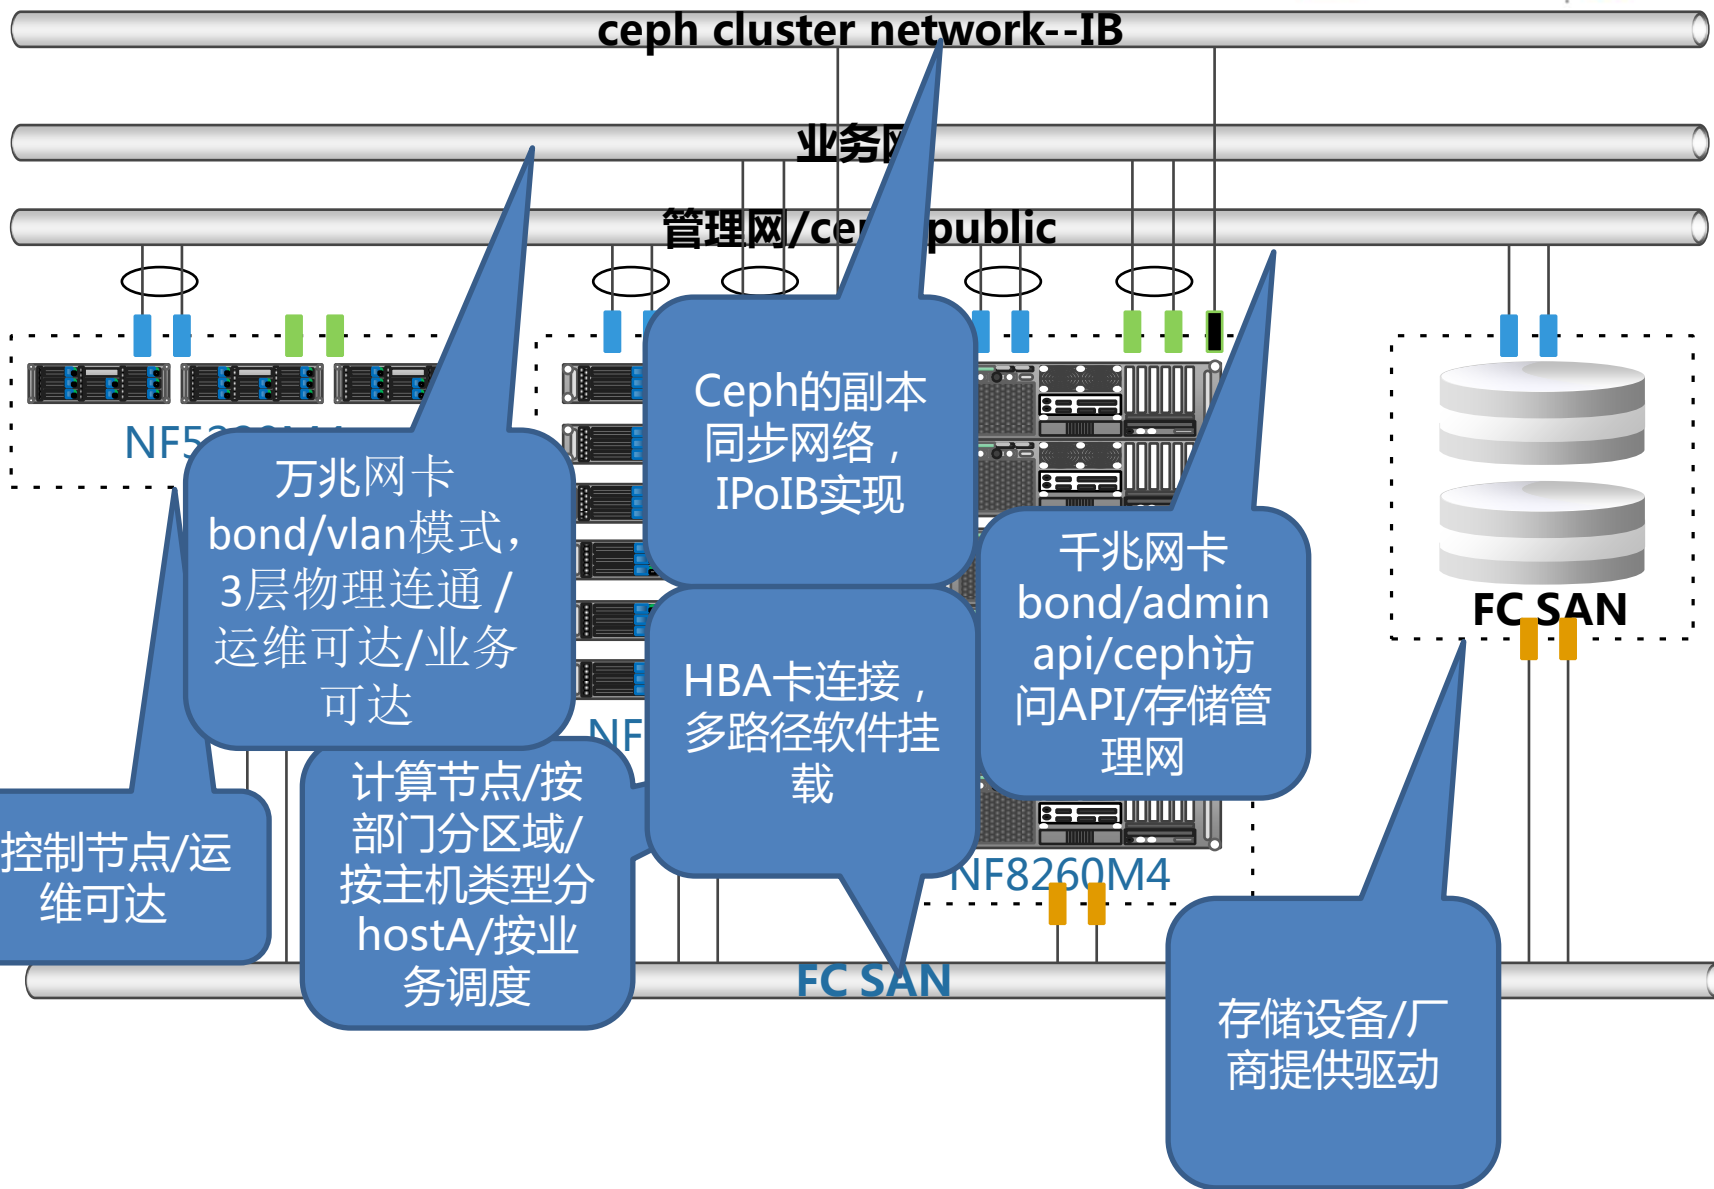 ceph cluster network--IB
业务网
管理网/ceph public
Ceph的副本
同步网络，
IPoIB实现
万兆网卡
bond/vlan模式，
3层物理连通 /
运维可达/业务
可达
千兆网卡
bond/admin
api/ceph访
问API/存储管
理网
HBA卡连接，
多路径软件挂
载
FC SAN
NF
计算节点/按
部门分区域/
按主机类型分
hostA/按业
务调度
控制节点/运
维可达
NF8260M4
FC SAN
存储设备/厂
商提供驱动